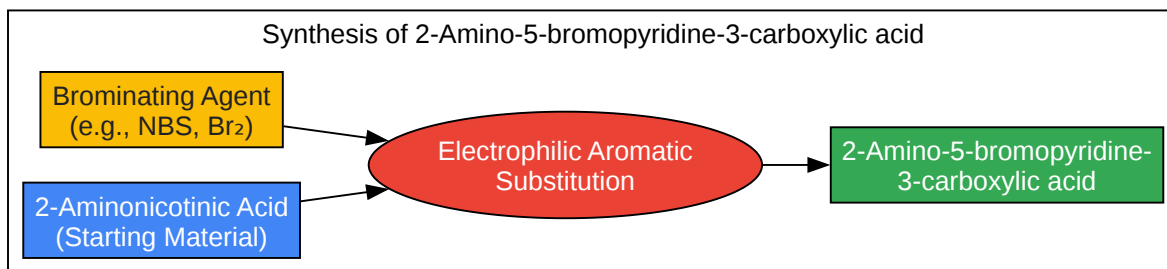 Synthesis of 2-Amino-5-bromopyridine-3-carboxylic acid
Brominating Agent
(e.g., NBS, Br₂)
2-Aminonicotinic Acid
(Starting Material)
Electrophilic Aromatic
Substitution
2-Amino-5-bromopyridine-
3-carboxylic acid